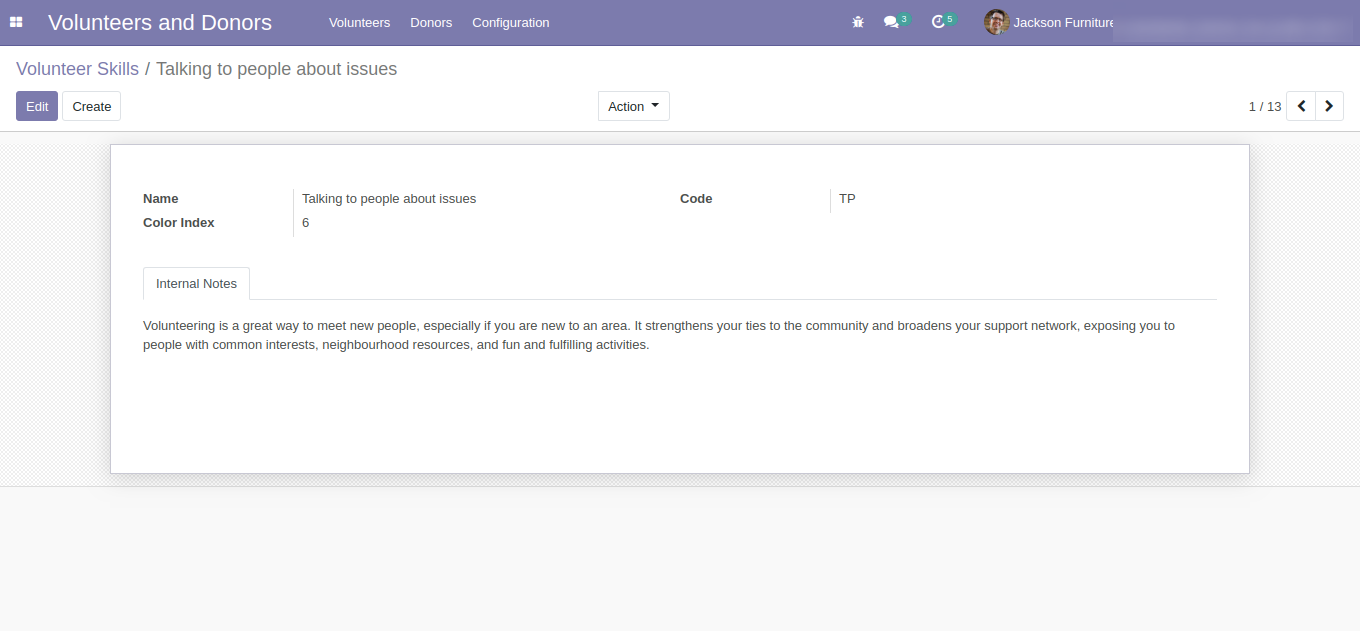 Volunteers and Donors Volunteers Donors Configuration 3 5 Jackson Furniture
Volunteer Skills / Talking to people about issues
Edit Create Action 1 / 13
Name Talking to people about issues Code TP
Color Index 6
Internal Notes
Volunteering is a great way to meet new people, especially if you are new to an area. It strengthens your ties to the community and broadens your support network, exposing you to
people with common interests, neighbourhood resources, and fun and fulfilling activities.